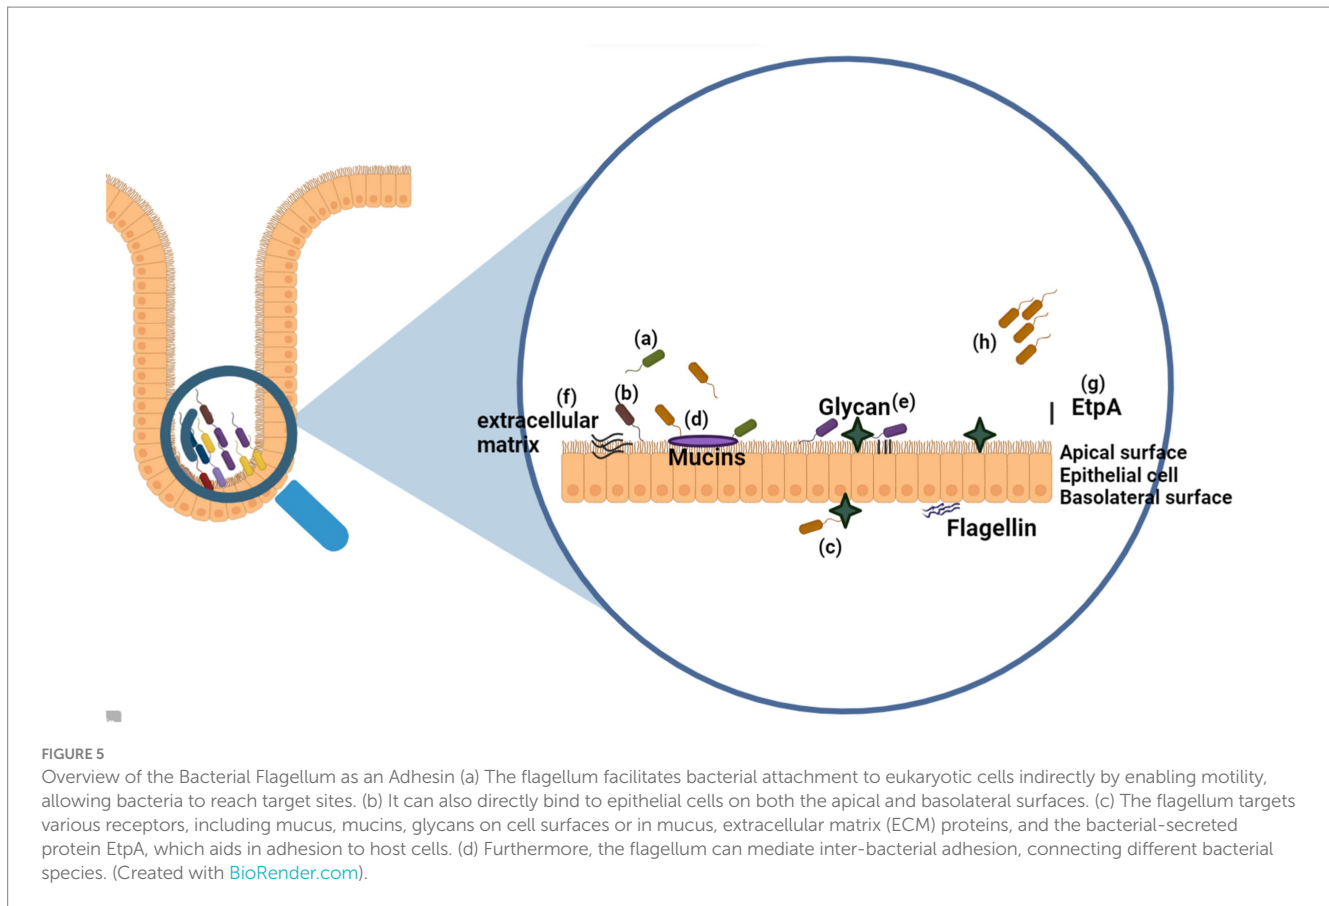 (a)
(h)
(f)
(b)
(d)
Glycan(e)
(g)
EtpA
extracellular
matrix
Mucins
Apical surface
Epithelial cell
Basolateral surface
(c)
Flagellin
FIGURE 5
Overview of the Bacterial Flagellum as an Adhesin (a) The flagellum facilitates bacterial attachment to eukaryotic cells indirectly by enabling motility,
allowing bacteria to reach target sites. (b) It can also directly bind to epithelial cells on both the apical and basolateral surfaces. (c) The flagellum targets
various receptors, including mucus, mucins, glycans on cell surfaces or in mucus, extracellular matrix (ECM) proteins, and the bacterial-secreted
protein EtpA, which aids in adhesion to host cells. (d) Furthermore, the flagellum can mediate inter-bacterial adhesion, connecting different bacterial
species. (Created with BioRender.com).